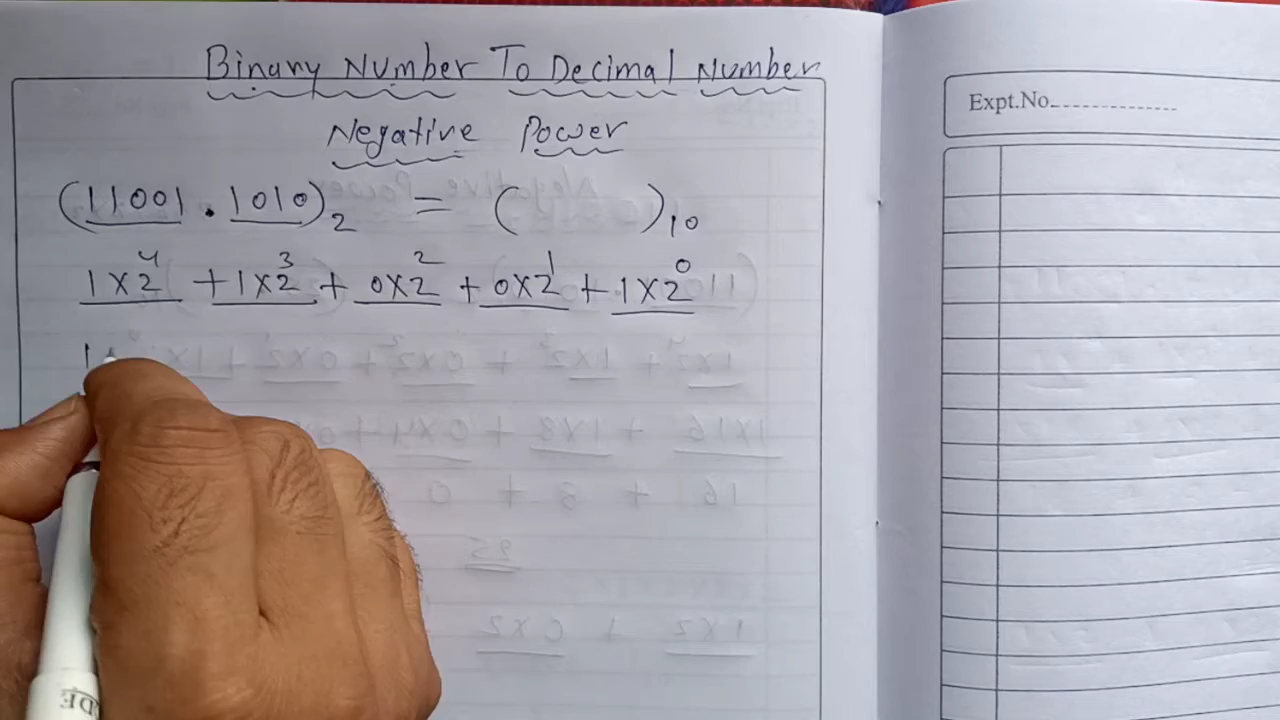 Binary Number To Decimal Number
Negative Power
(11001.1010)₂ = ( )₁₀
1×2⁴ + 1×2³ + 0×2² + 0×2¹ + 1×2⁰
Expt.No.